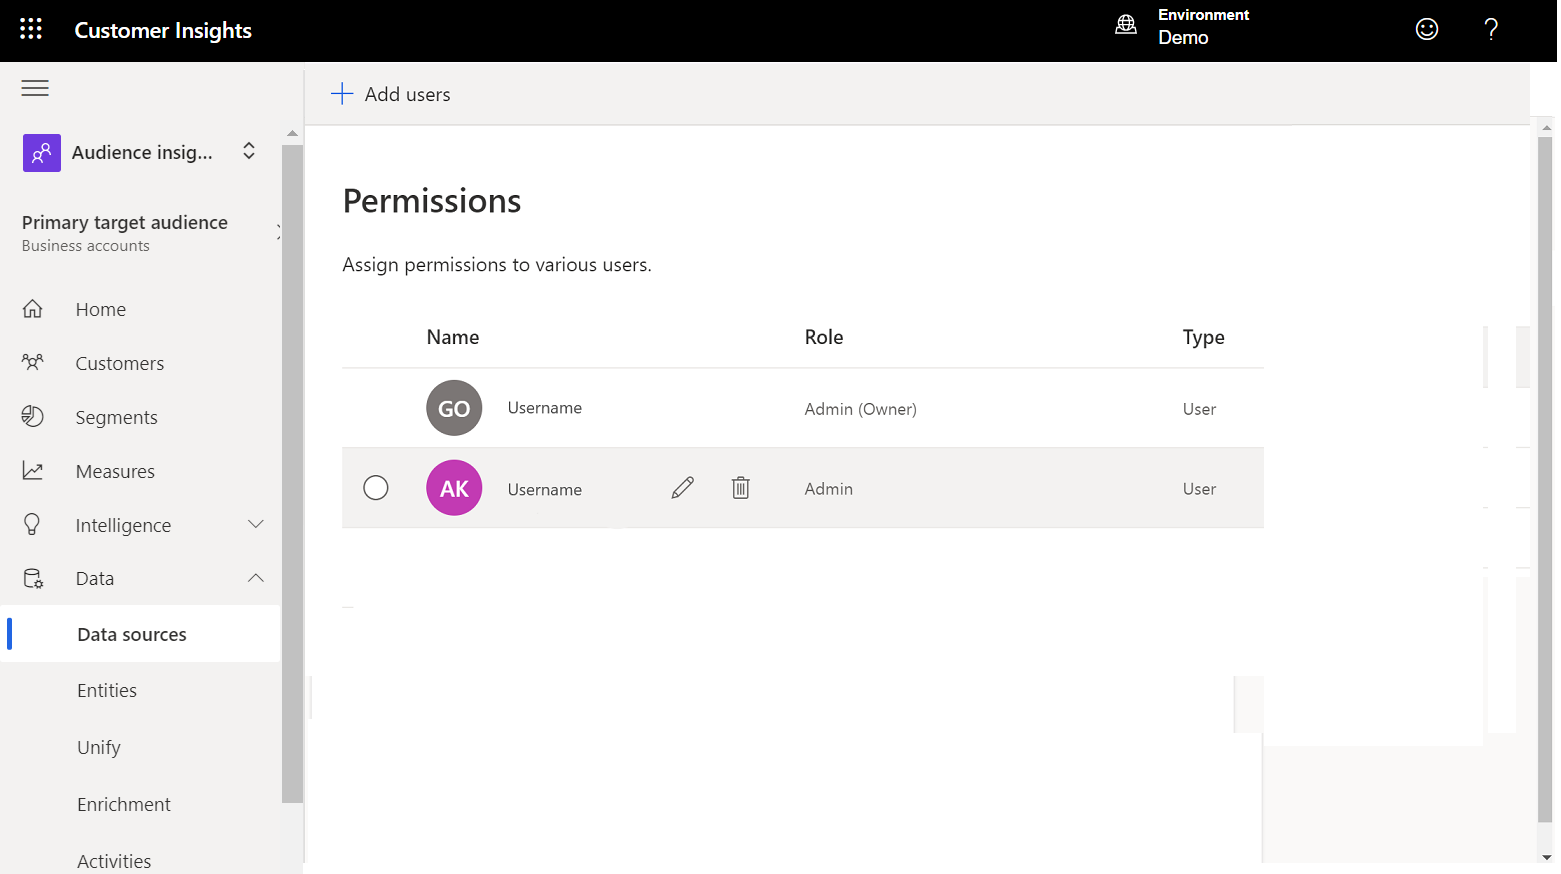 Customer Insights
Environment
Demo
?
Add users
Audience insig...
Primary target audience
Business accounts
Home
Customers
Segments
Measures
Intelligence
Data
Data sources
Entities
Unify
Enrichment
Activities
Permissions
Assign permissions to various users.
Name Role Type
GO Username Admin (Owner) User
AK Username Admin User